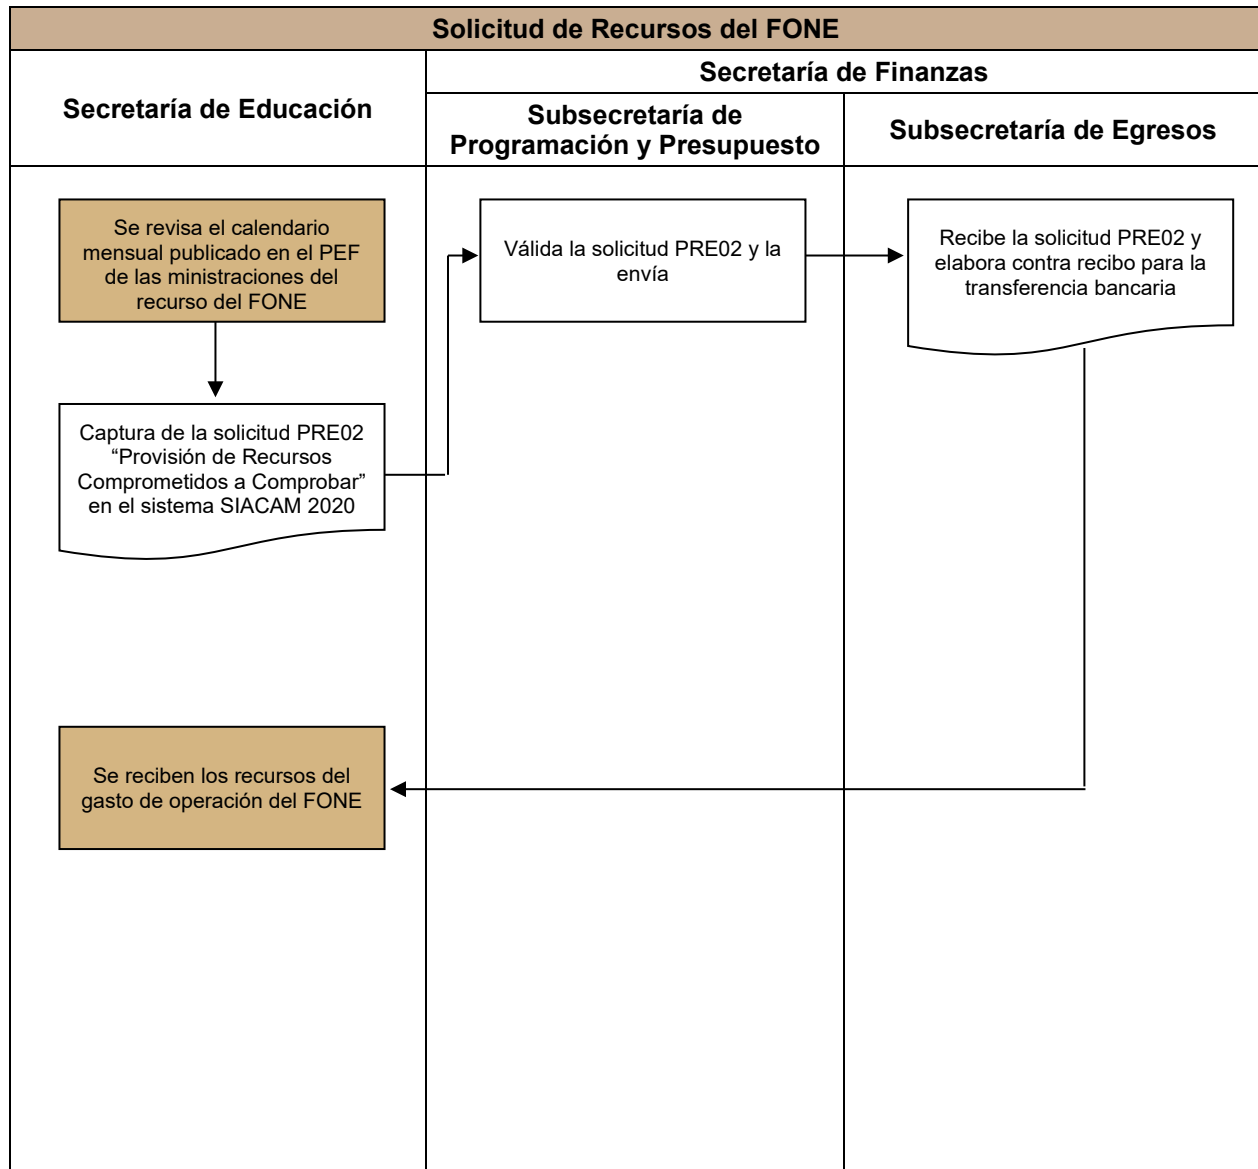 Solicitud de Recursos del FONE
Secretaría de Educación
Secretaría de Finanzas
Subsecretaría de
Programación y Presupuesto
Subsecretaría de Egresos
Se revisa el calendario
mensual publicado en el PEF
de las ministraciones del
recurso del FONE
Válida la solicitud PRE02 y la
envía
Recibe la solicitud PRE02 y
elabora contra recibo para la
transferencia bancaria
Captura de la solicitud PRE02
“Provisión de Recursos
Comprometidos a Comprobar”
en el sistema SIACAM 2020
Se reciben los recursos del
gasto de operación del FONE